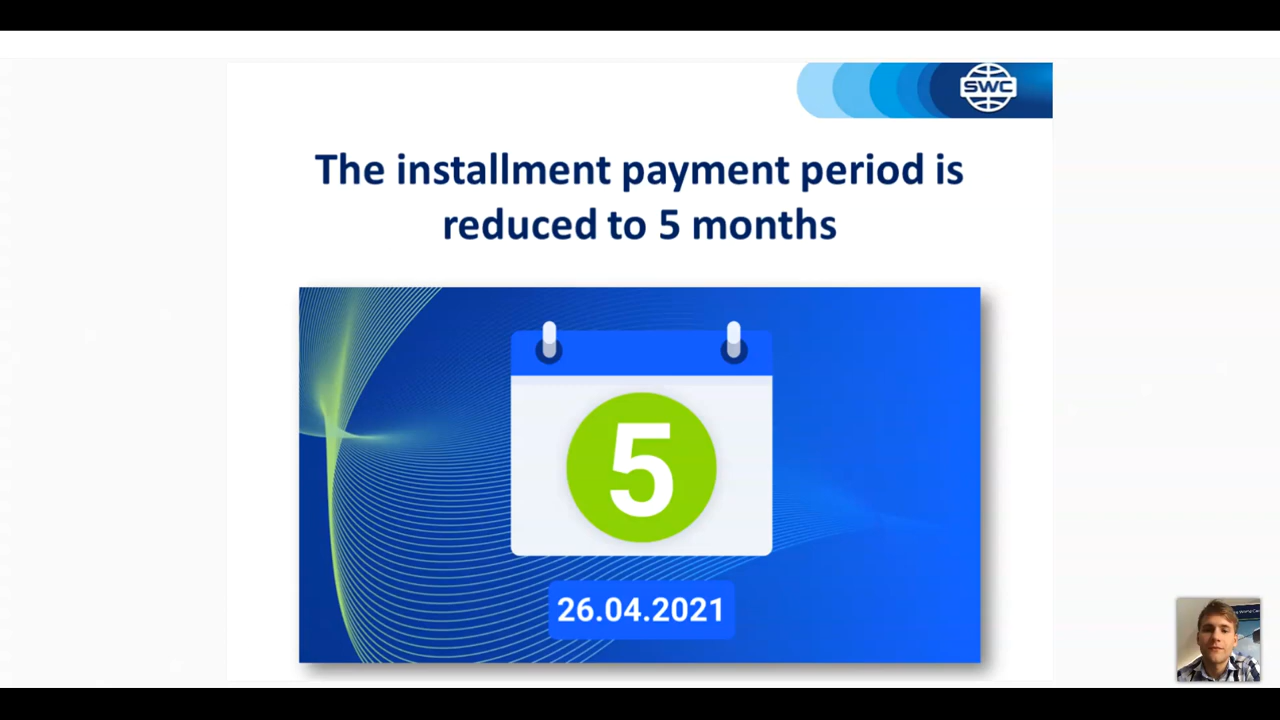 SWC
The installment payment period is
reduced to 5 months
5
26.04.2021